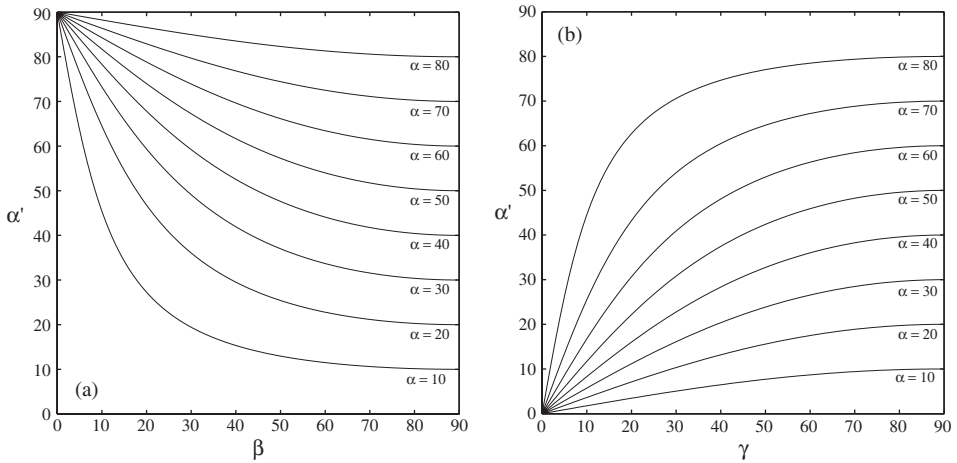 90
80
70
60
50
40
30
20
10
0
α'
α = 80
α = 70
α = 60
α = 50
α = 40
α = 30
α = 20
α = 10
(a)
0 10 20 30 40 50 60 70 80 90
β
90
80
70
60
50
40
30
20
10
0
α'
(b)
α = 80
α = 70
α = 60
α = 50
α = 40
α = 30
α = 20
α = 10
0 10 20 30 40 50 60 70 80 90
γ